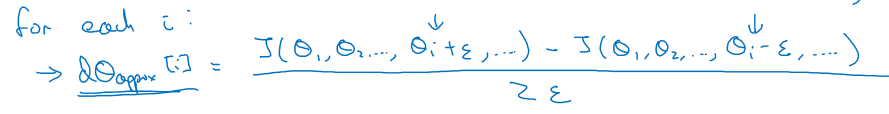 for each i:
→ dθapprox[i] = J(θ₁,θ₂,..., θᵢ+ε,...) - J(θ₁,θ₂,..., θᵢ-ε,....) / 2ε